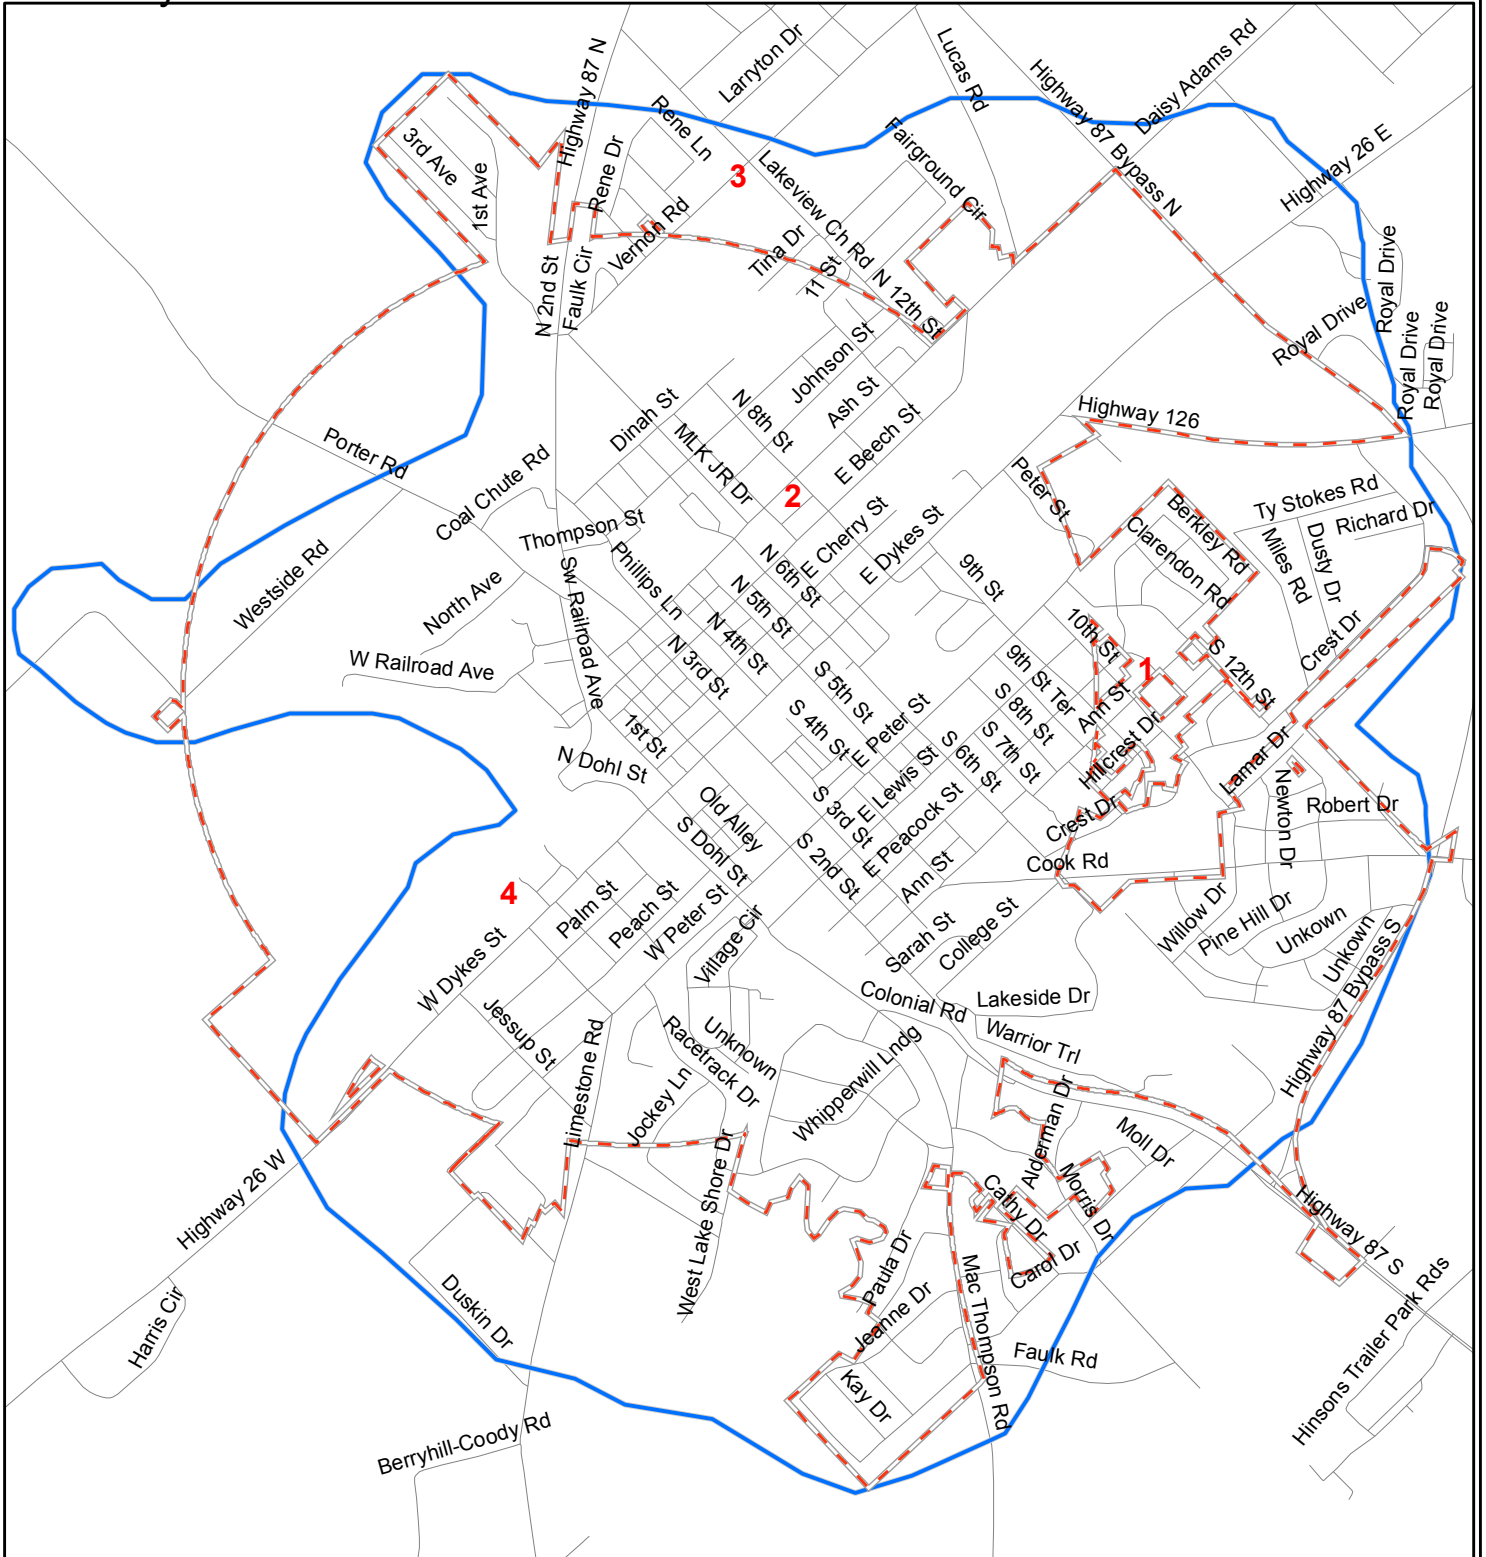 Larryton Dr
Lucas Rd
Daisy Adams Rd
Highway 87 N
Highway 87 Bypass N
Rene Ln
3rd Ave
1st Ave
Rene Dr
3
Lakeview Ch Rd
Fairground Cir
Highway 26 E
Vernon Rd
Tina Dr
11 St
N 12th St
N 2nd St
Faulk Cir
Royal Drive
Royal Drive
Royal Drive
Royal Drive
Johnson St
Ash St
Dinah St
N 8th St
MLK JR Dr
E Beech St
Highway 126
Porter Rd
Coal Chute Rd
2
Peter St
Ty Stokes Rd
Richard Dr
Berkley Rd
Clarendon Rd
Miles Rd
Dusty Dr
Thompson St
Phillips Ln
E Cherry St
E Dykes St
N 6th St
9th St
Westside Rd
North Ave
Sw Railroad Ave
N 5th St
N 4th St
N 3rd St
10th St
Crest Dr
W Railroad Ave
S 5th St
9th St Ter
1
S 12th St
Ann St
1st St
S 4th St
E Peter St
S 8th St
S 7th St
S 6th St
Hillcrest Dr
Lamar Dr
N Dohl St
Old Alley
E Lewis St
S 3rd St
E Peacock St
Crest Dr
Newton Dr
Robert Dr
S Dohl St
S 2nd St
Ann St
Cook Rd
4
Palm St
Peach St
W Peter St
Village Cir
Sarah St
College St
Willow Dr
Pine Hill Dr
Unknown
Unknown
W Dykes St
Colonial Rd
Lakeside Dr
Highway 87 Bypass S
Jessup St
Limestone Rd
Racetrack Dr
Unknown
Warrior Trl
Whipperwill Lndg
Jockey Ln
Alderman Dr
Moll Dr
Highway 26 W
West Lake Shore Dr
Cathy Dr
Morris Dr
Highway 87 S
Paula Dr
Carol Dr
Mac Thompson Rd
Duskin Dr
Harris Cir
Jeanne Dr
Faulk Rd
Kay Dr
Hinsons Trailer Park Rds
Berryhill-Coody Rd